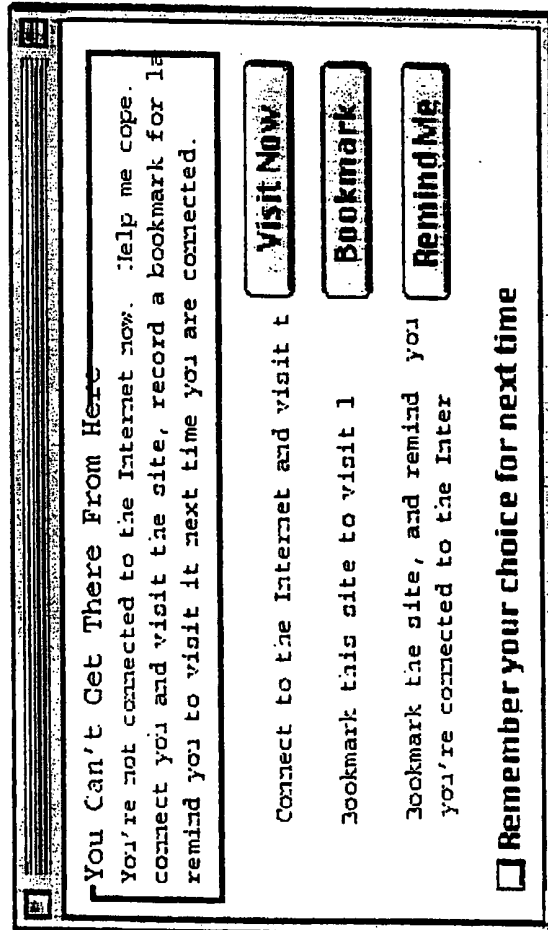 You Can't Get There From Here
You're not connected to the Internet now. Help me cope.
connect you and visit the site, record a bookmark for la
remind you to visit it next time you are connected.
Connect to the Internet and visit t
Visit Now
Bookmark this site to visit l
Bookmark
Bookmark the site, and remind you
you're connected to the Inter
Remind Me
Remember your choice for next time